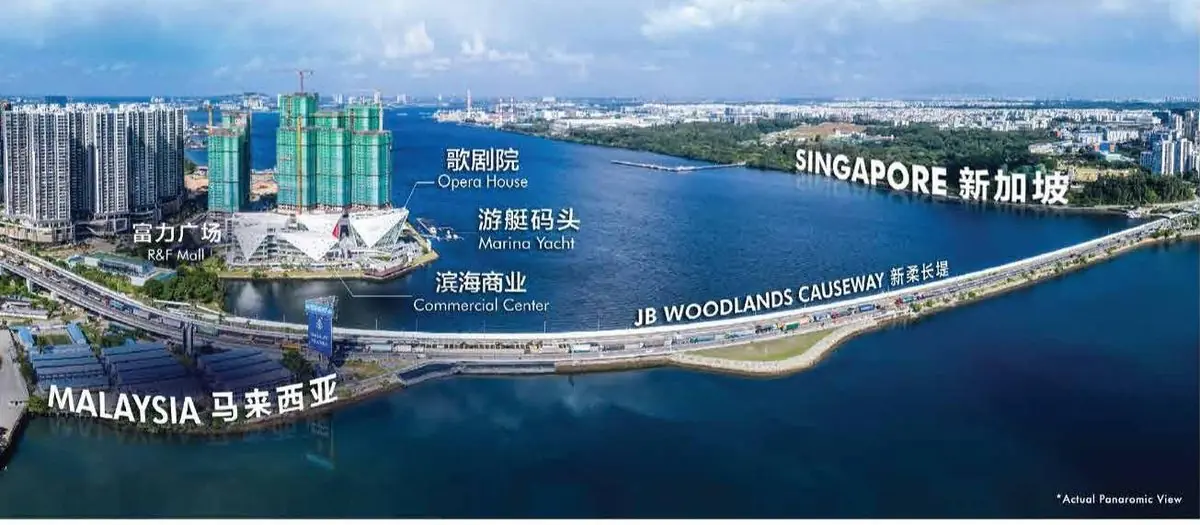 歌剧院
Opera House
SINGAPORE 新加坡
游艇码头
Marina Yacht
富力广场
R&F Mall
滨海商业
Commercial Center
JB WOODLANDS CAUSEWAY 新柔长堤
MALAYSIA 马来西亚
*Actual Panaromic View